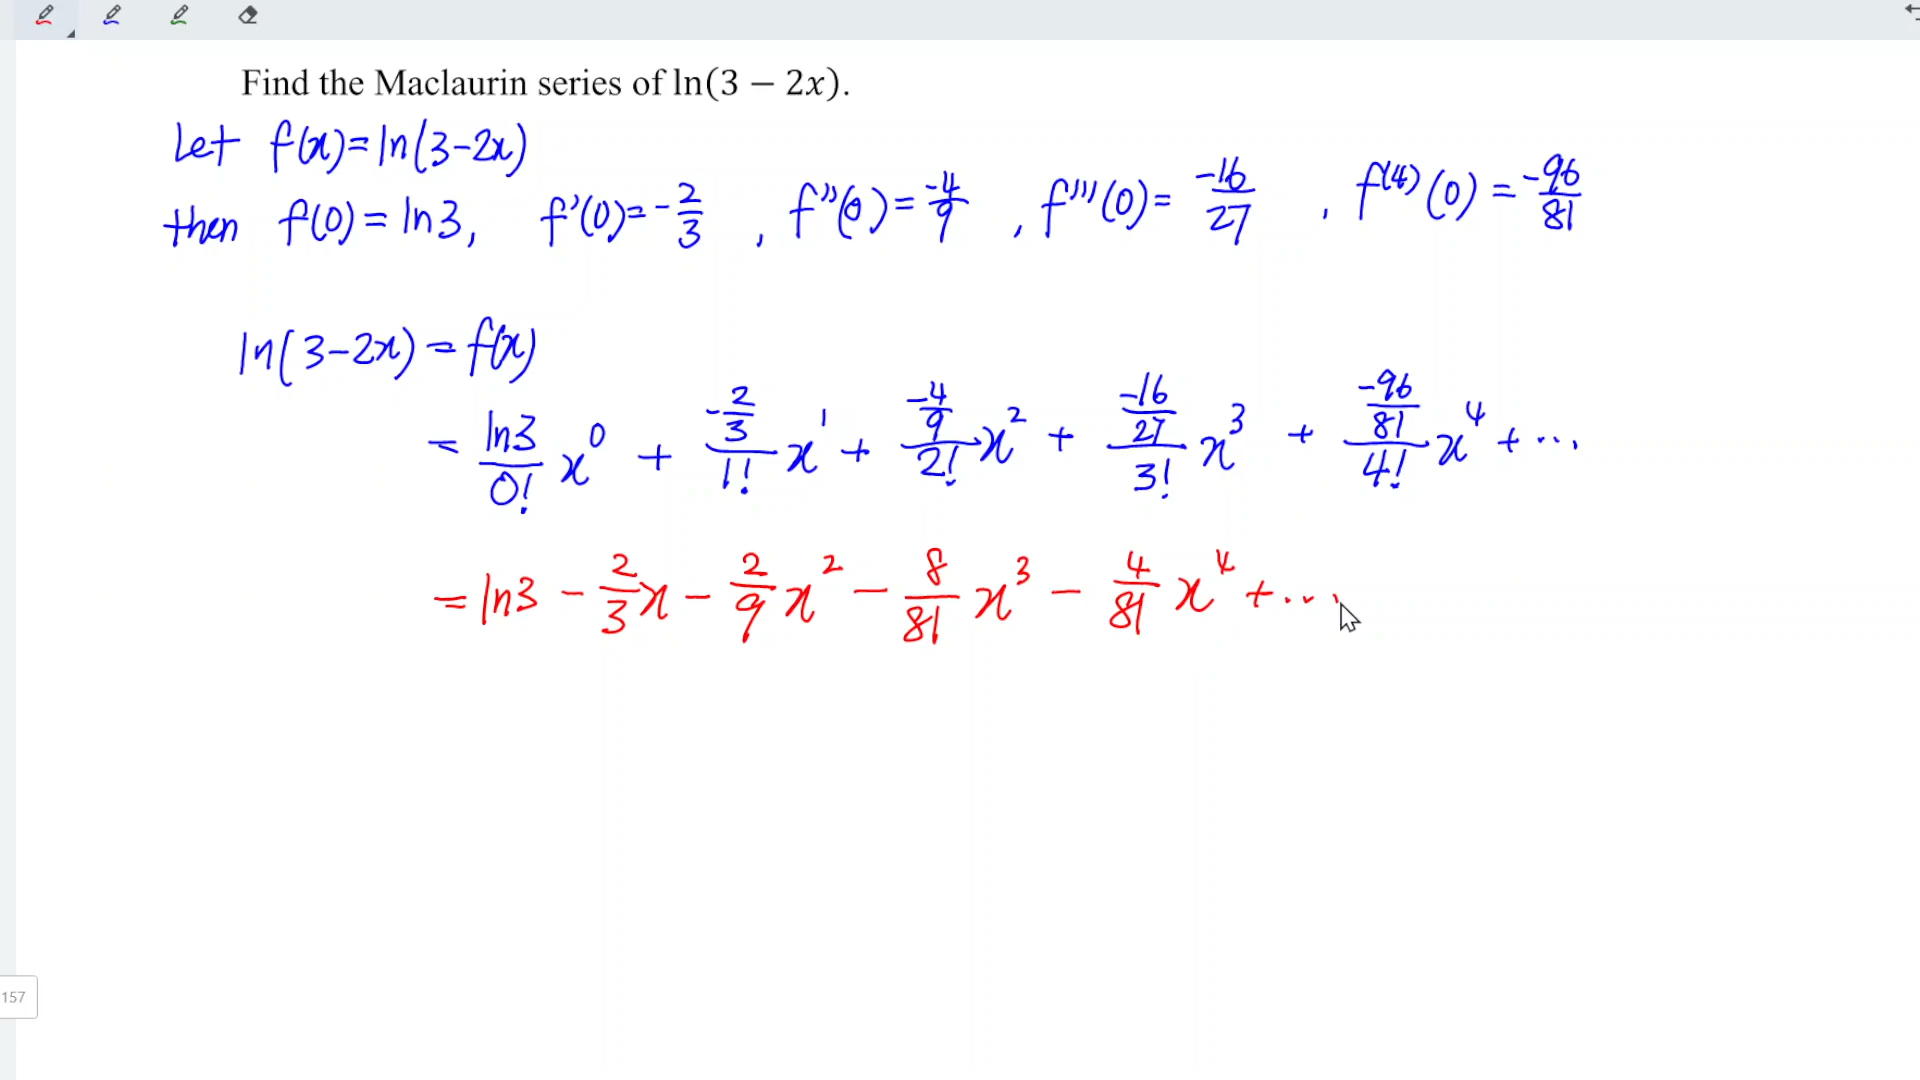 Find the Maclaurin series of ln(3 − 2x).
Let f(x)=ln(3-2x)
then f(0)=ln3, f'(0)=-2/3, f''(0)=-4/9, f'''(0)=-16/27, f⁽⁴⁾(0)=-96/81
ln(3-2x)=f(x)
= ln3/0! x⁰ + (-2/3)/1! x¹ + (-4/9)/2! x² + (-16/27)/3! x³ + (-96/81)/4! x⁴ + ...
= ln3 - 2/3 x - 2/9 x² - 8/81 x³ - 4/81 x⁴ + ...
157